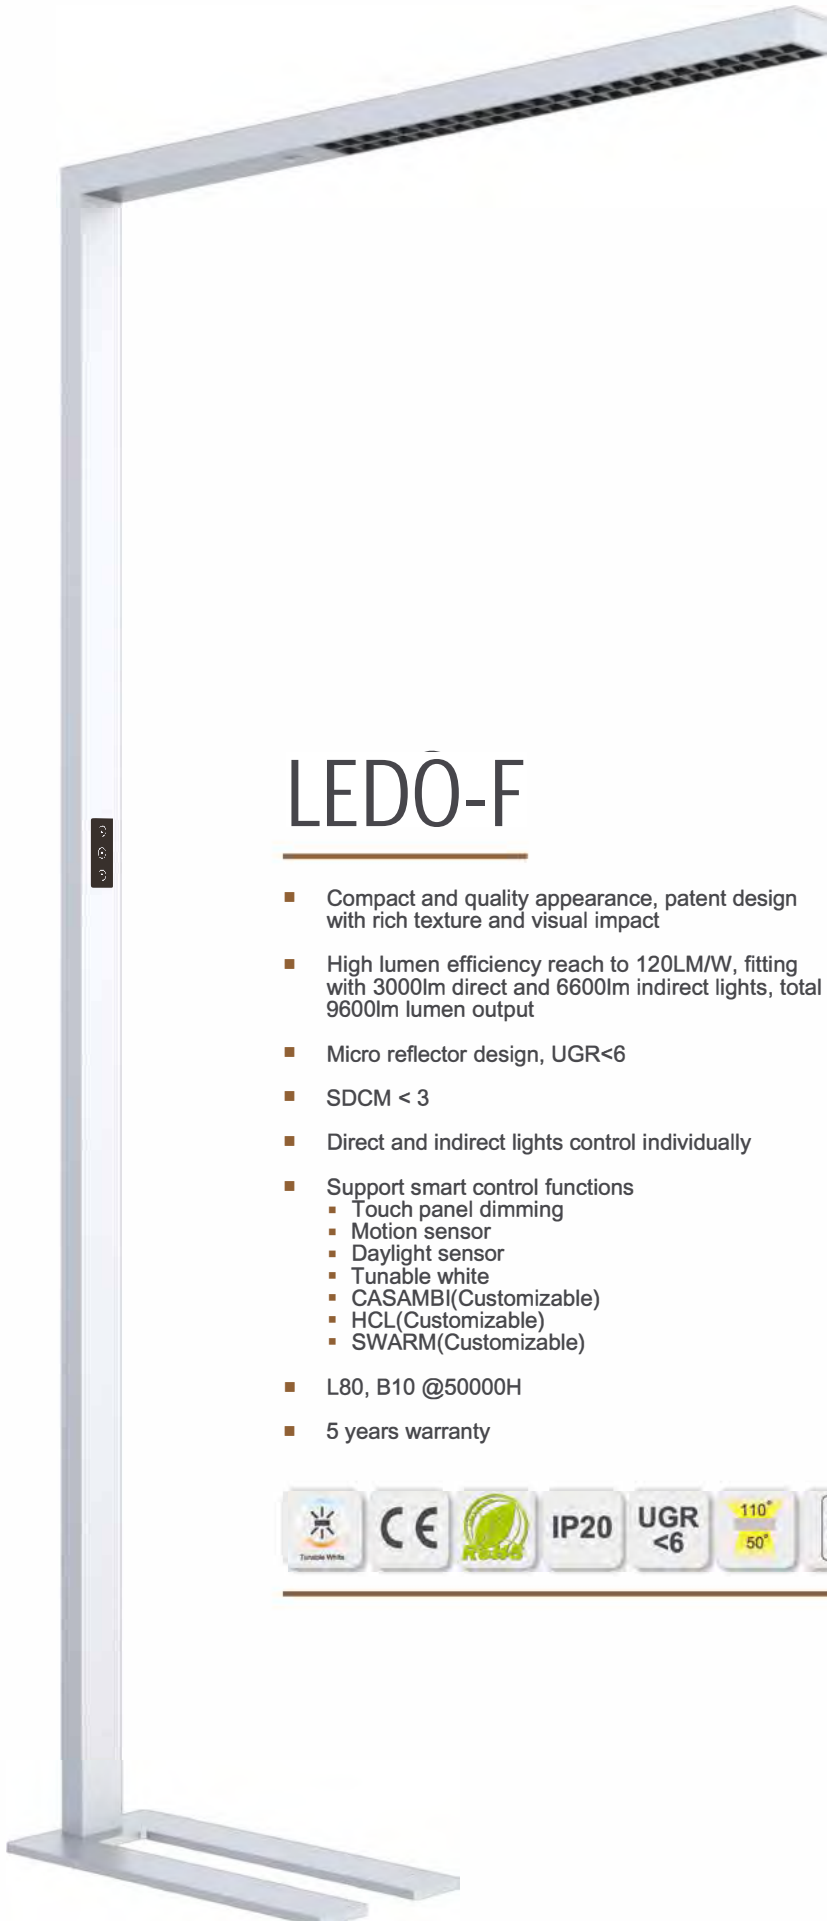 LEDÔ-F
Compact and quality appearance, patent design
with rich texture and visual impact
High lumen efficiency reach to 120LM/W, fitting
with 3000lm direct and 6600lm indirect lights, total
9600lm lumen output
Micro reflector design, UGR<6
SDCM < 3
Direct and indirect lights control individually
Support smart control functions
Touch panel dimming
Motion sensor
Daylight sensor
Tunable white
CASAMBI(Customizable)
HCL(Customizable)
SWARM(Customizable)
L80, B10 @50000H
5 years warranty
Tunable White
CE
RoHS
IP20
UGR
<6
110°
50°